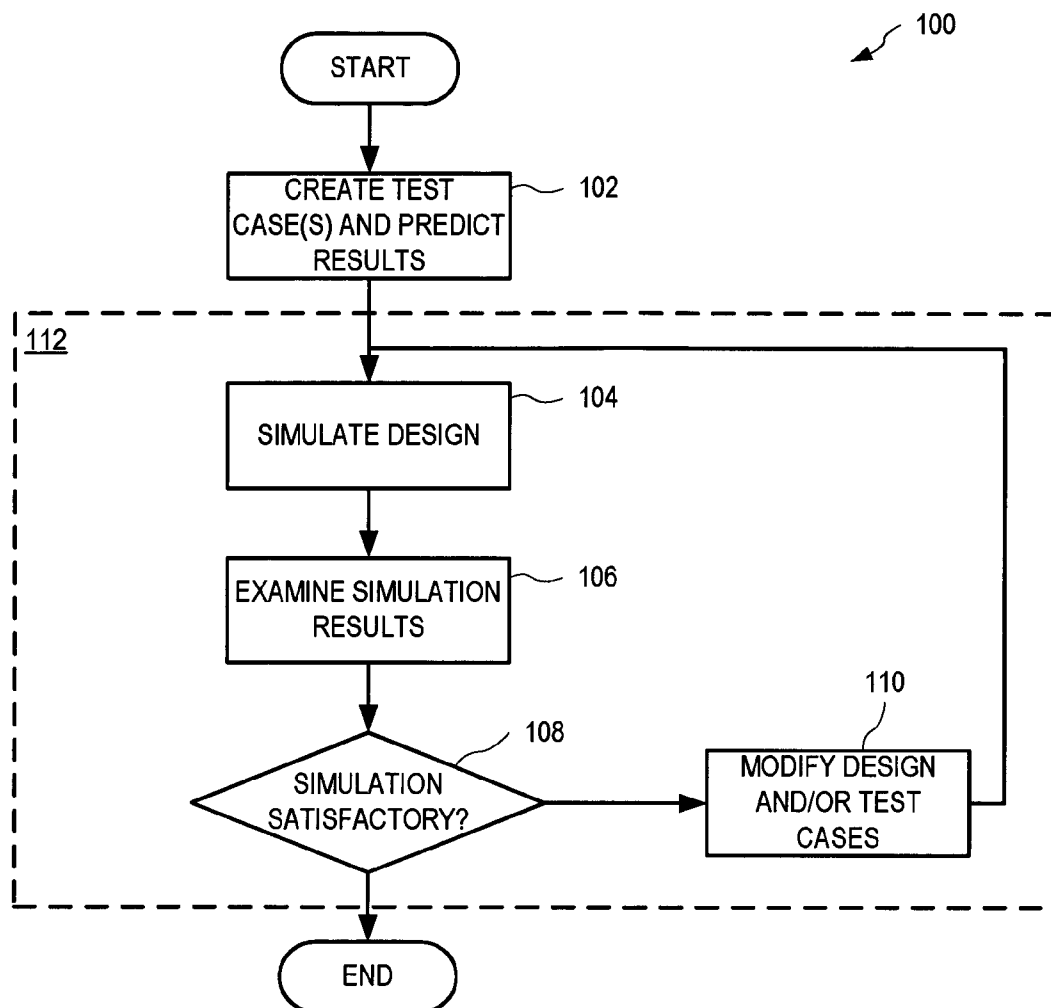 100
START
CREATE TEST
CASE(S) AND PREDICT
RESULTS
102
112
SIMULATE DESIGN
104
EXAMINE SIMULATION
RESULTS
106
SIMULATION
SATISFACTORY?
108
MODIFY DESIGN
AND/OR TEST
CASES
110
END